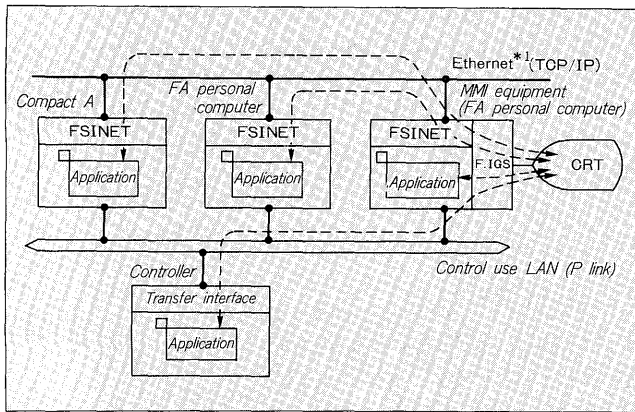 Ethernet*1(TCP/IP)
Compact A
FA personal
computer
MMI equipment
(FA personal computer)
FSINET
FSINET
FSINET
F.IGS
CRT
Application
Application
Application
Control use LAN (P link)
Controller
Transfer interface
Application